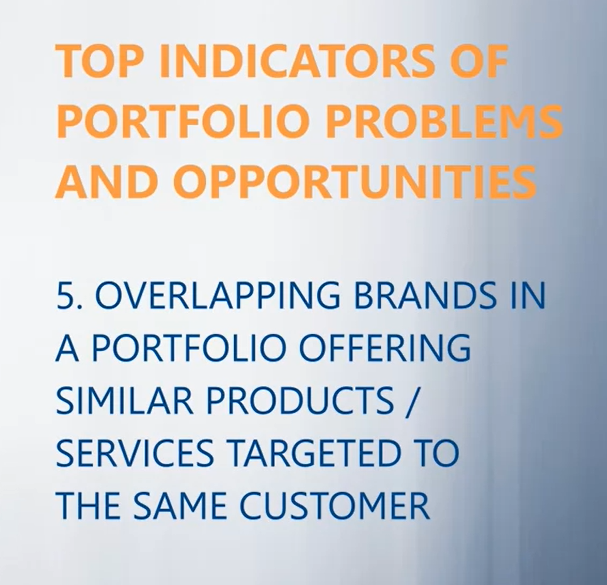 TOP INDICATORS OF
PORTFOLIO PROBLEMS
AND OPPORTUNITIES
5. OVERLAPPING BRANDS IN
A PORTFOLIO OFFERING
SIMILAR PRODUCTS /
SERVICES TARGETED TO
THE SAME CUSTOMER